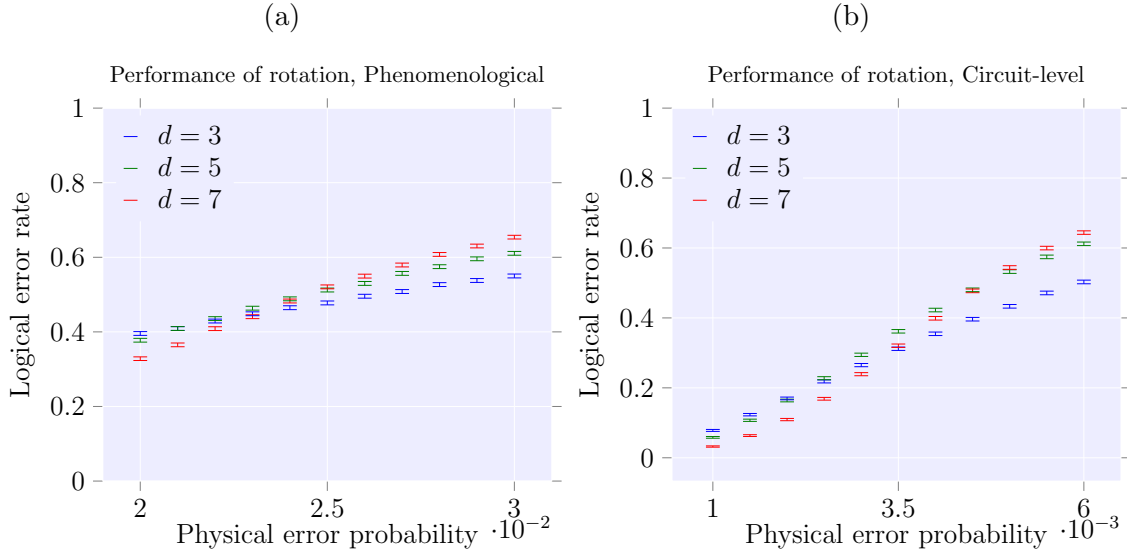 (a)
Performance of rotation, Phenomenological
Logical error rate
1
0.8
0.6
0.4
0.2
0
d = 3
d = 5
d = 7
2
2.5
3
Physical error probability ·10⁻²
(b)
Performance of rotation, Circuit-level
Logical error rate
1
0.8
0.6
0.4
0.2
0
d = 3
d = 5
d = 7
1
3.5
6
Physical error probability ·10⁻³